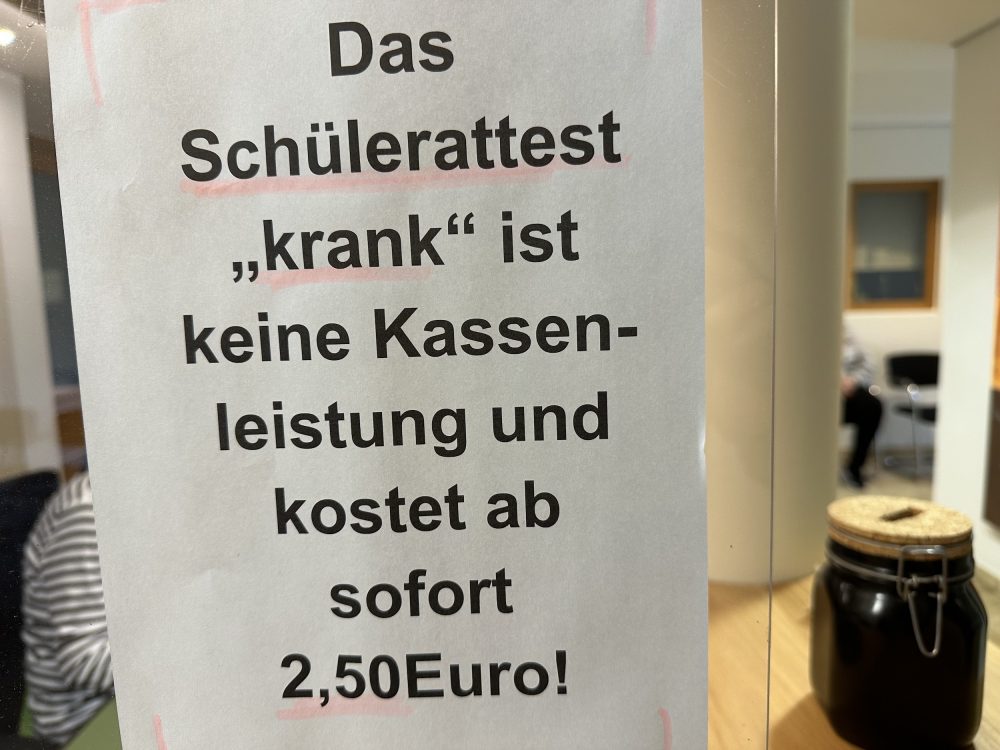 Das
Schülerattest
„krank“ ist
keine Kassen-
leistung und
kostet ab
sofort
2,50Euro!